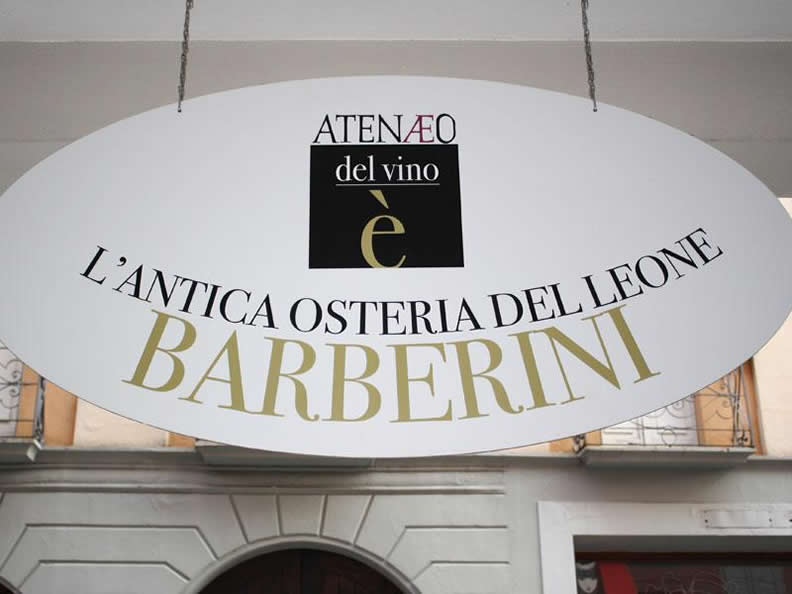 ATENÆO
del vino
è
L'ANTICA OSTERIA DEL LEONE
BARBERINI